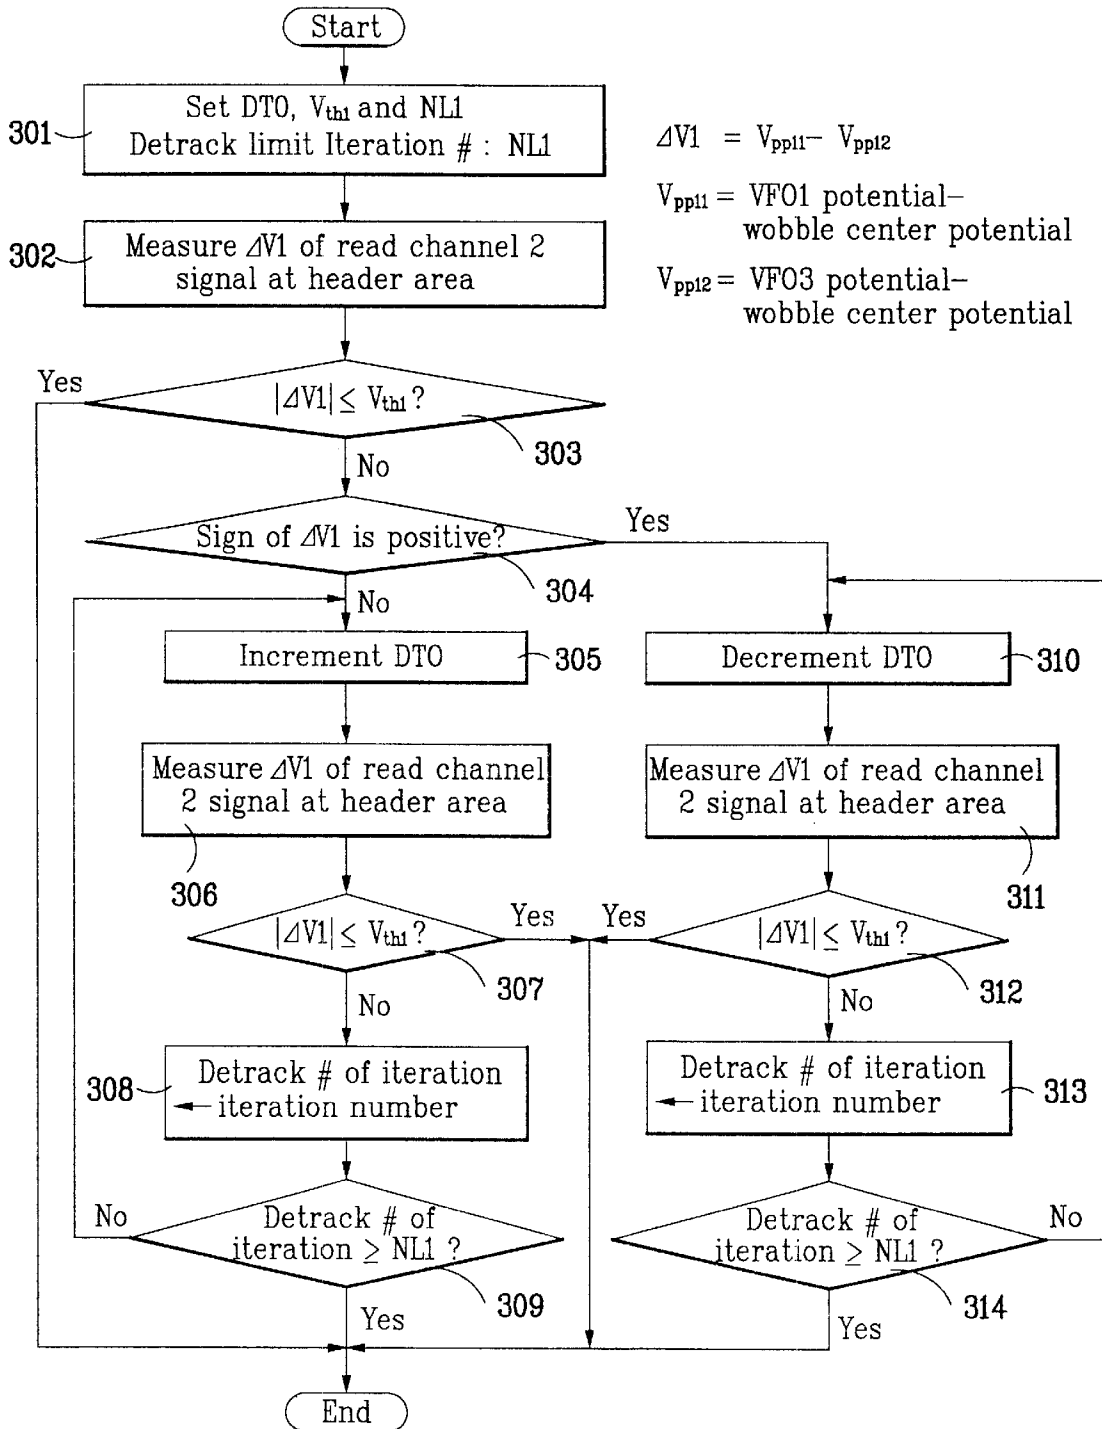 Start
301
Set DTO, Vth1 and NL1
Detrack limit Iteration # : NL1
ΔV1 = Vpp11− Vpp12
Vpp11 = VFO1 potential−
wobble center potential
Vpp12 = VFO3 potential−
wobble center potential
302
Measure ΔV1 of read channel 2
signal at header area
Yes
|ΔV1| ≤ Vth1 ?
303
No
Sign of ΔV1 is positive?
Yes
304
No
Increment DTO
305
Decrement DTO
310
Measure ΔV1 of read channel
2 signal at header area
306
Measure ΔV1 of read channel
2 signal at header area
311
|ΔV1| ≤ Vth1 ?
Yes
307
No
Yes
|ΔV1| ≤ Vth1 ?
312
No
308
Detrack # of iteration
← iteration number
Detrack # of iteration
← iteration number
313
No
Detrack # of
iteration ≥ NL1 ?
309
Yes
Detrack # of
iteration ≥ NL1 ?
No
314
Yes
End